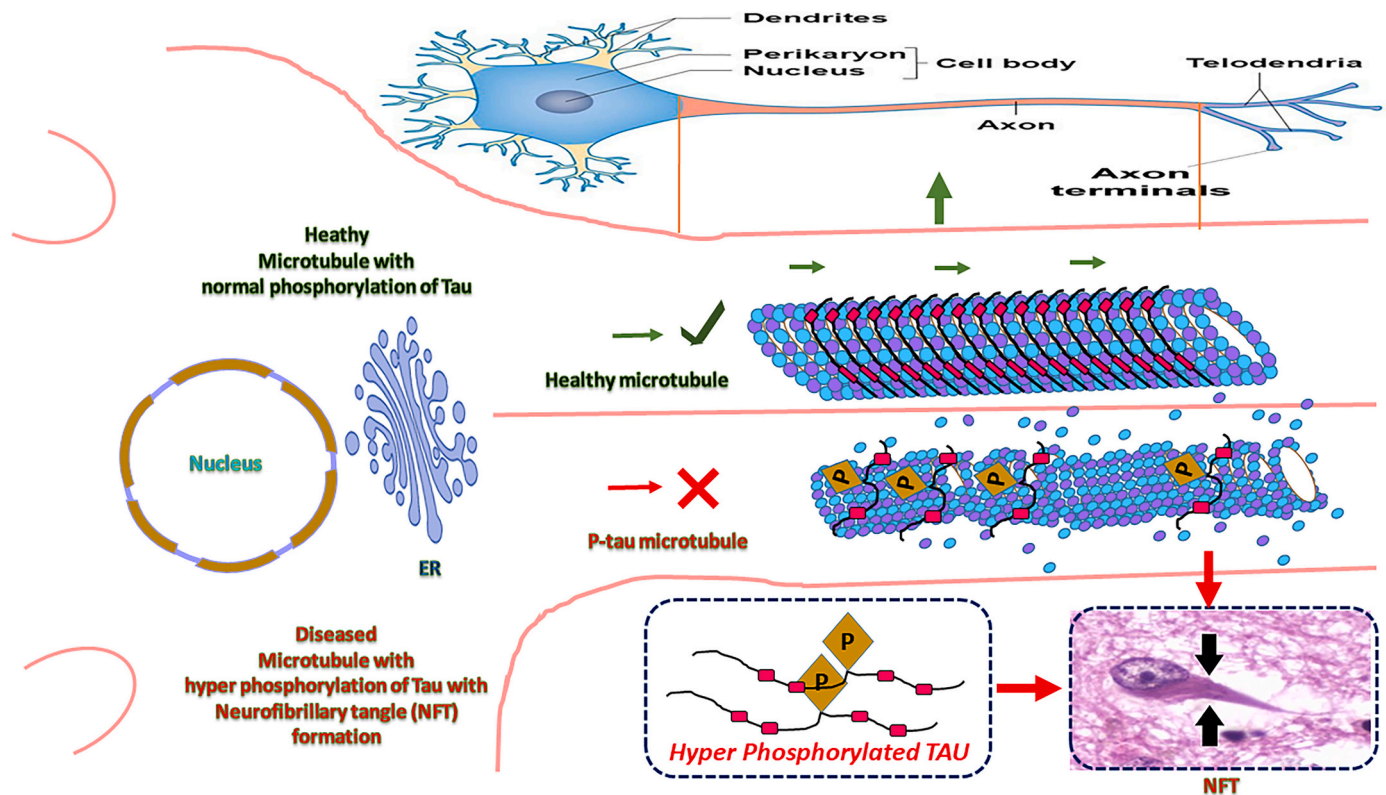 Dendrites
Perikaryon
Nucleus
Cell body
Telodendria
Axon
Axon
terminals
Heathy
Microtubule with
normal phosphorylation of Tau
Healthy microtubule
Nucleus
ER
P-tau microtubule
P
P
P
P
Diseased
Microtubule with
hyper phosphorylation of Tau with
Neurofibrillary tangle (NFT)
formation
P
P
Hyper Phosphorylated TAU
NFT